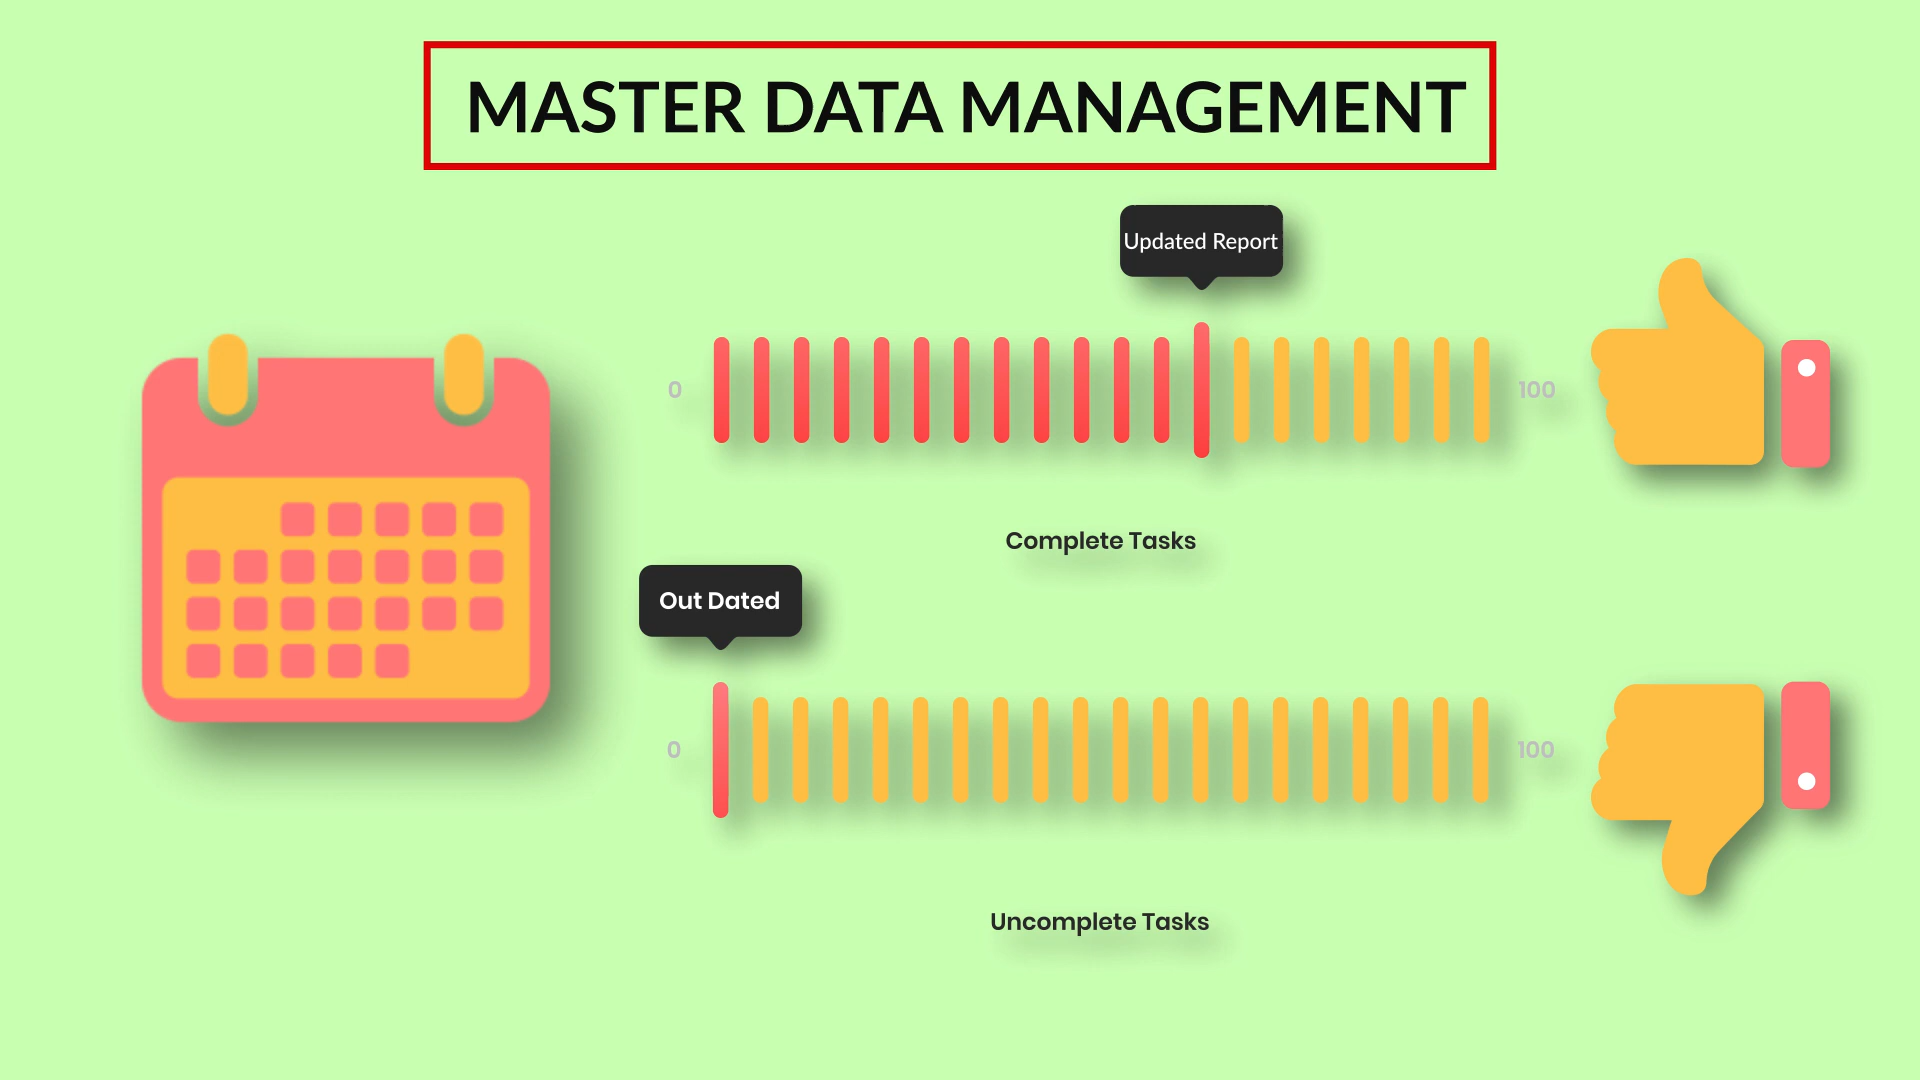 MASTER DATA MANAGEMENT
Updated Report
0
100
Complete Tasks
Out Dated
0
100
Uncomplete Tasks